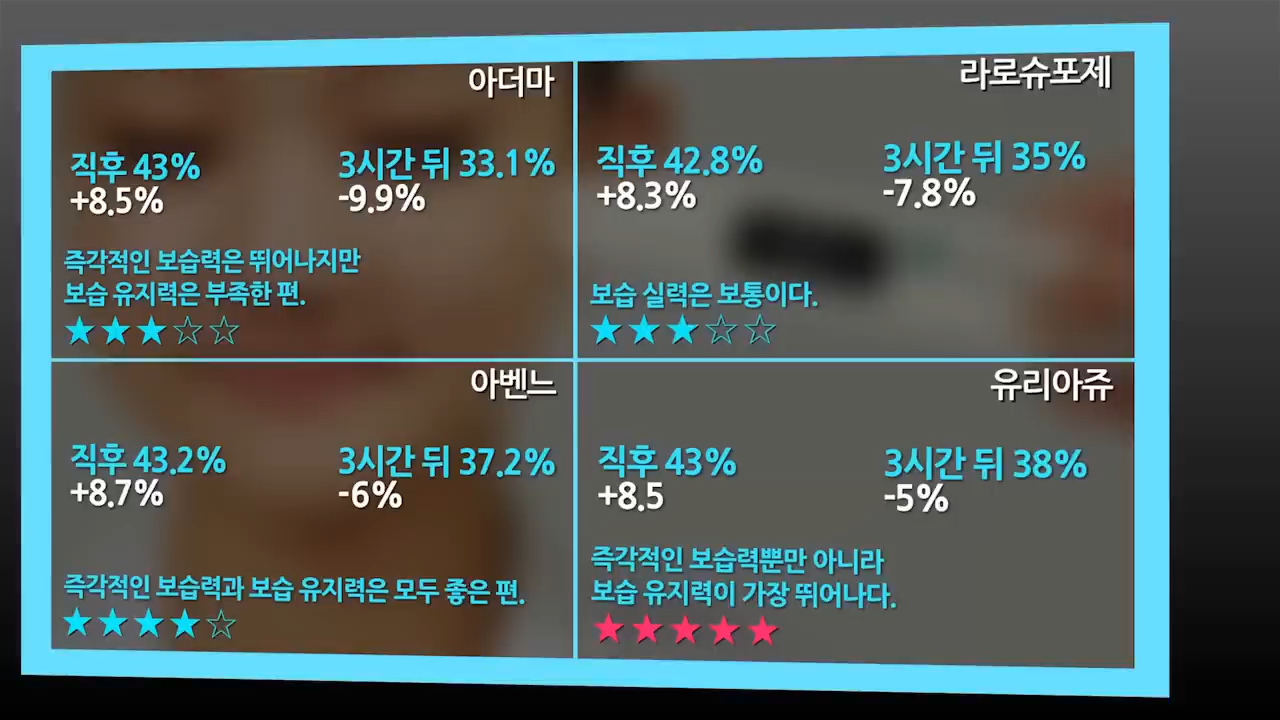 아더마
직후 43%
3시간 뒤 33.1%
+8.5%
-9.9%
즉각적인 보습력은 뛰어나지만
보습 유지력은 부족한 편.
★★★☆☆
라로슈포제
직후 42.8%
3시간 뒤 35%
+8.3%
-7.8%
보습 실력은 보통이다.
★★★☆☆
아벤느
직후 43.2%
3시간 뒤 37.2%
+8.7%
-6%
즉각적인 보습력과 보습 유지력은 모두 좋은 편.
★★★★☆
유리아쥬
직후 43%
3시간 뒤 38%
+8.5
-5%
즉각적인 보습력뿐만 아니라
보습 유지력이 가장 뛰어나다.
★★★★★